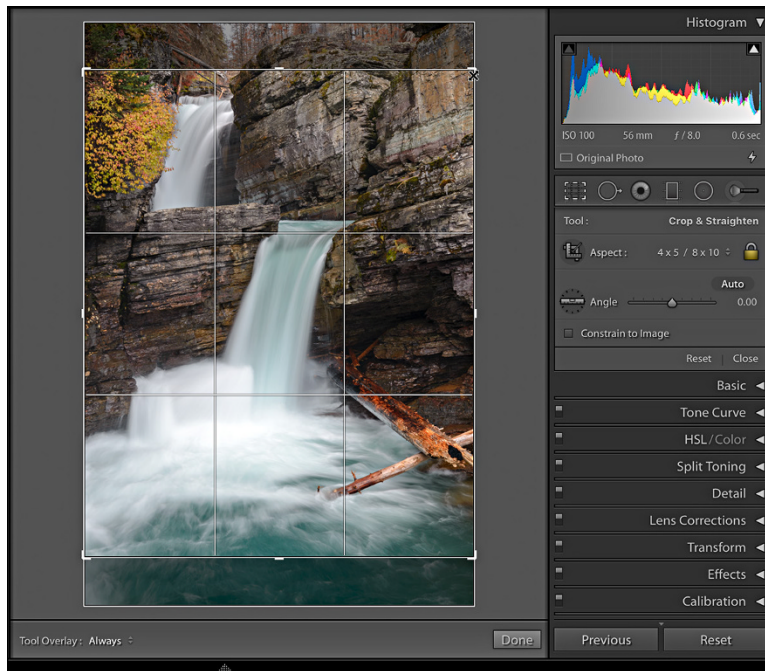 Histogram
ISO 100 56 mm f / 8.0 0.6 sec
Original Photo
Tool : Crop & Straighten
Aspect : 4 x 5 / 8 x 10
Auto
Angle 0.00
Constrain to Image
Reset Close
Basic
Tone Curve
HSL / Color
Split Toning
Detail
Lens Corrections
Transform
Effects
Calibration
Tool Overlay : Always Done Previous Reset